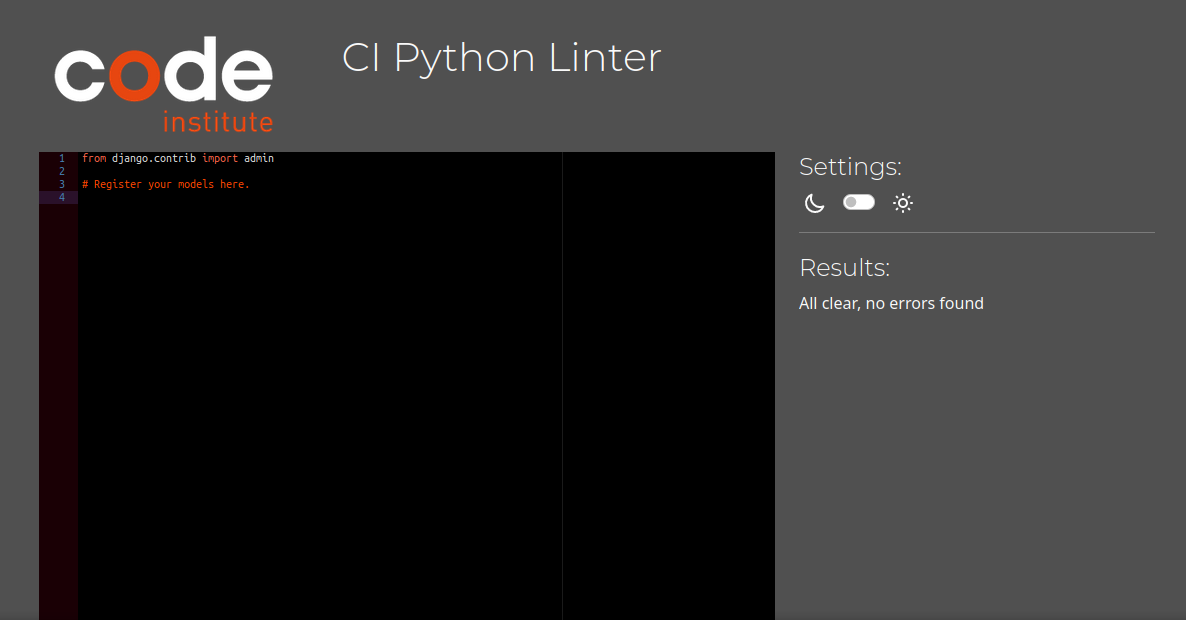 code
institute
CI Python Linter
1 from django.contrib import admin
2
3 # Register your models here.
4
Settings:
Results:
All clear, no errors found